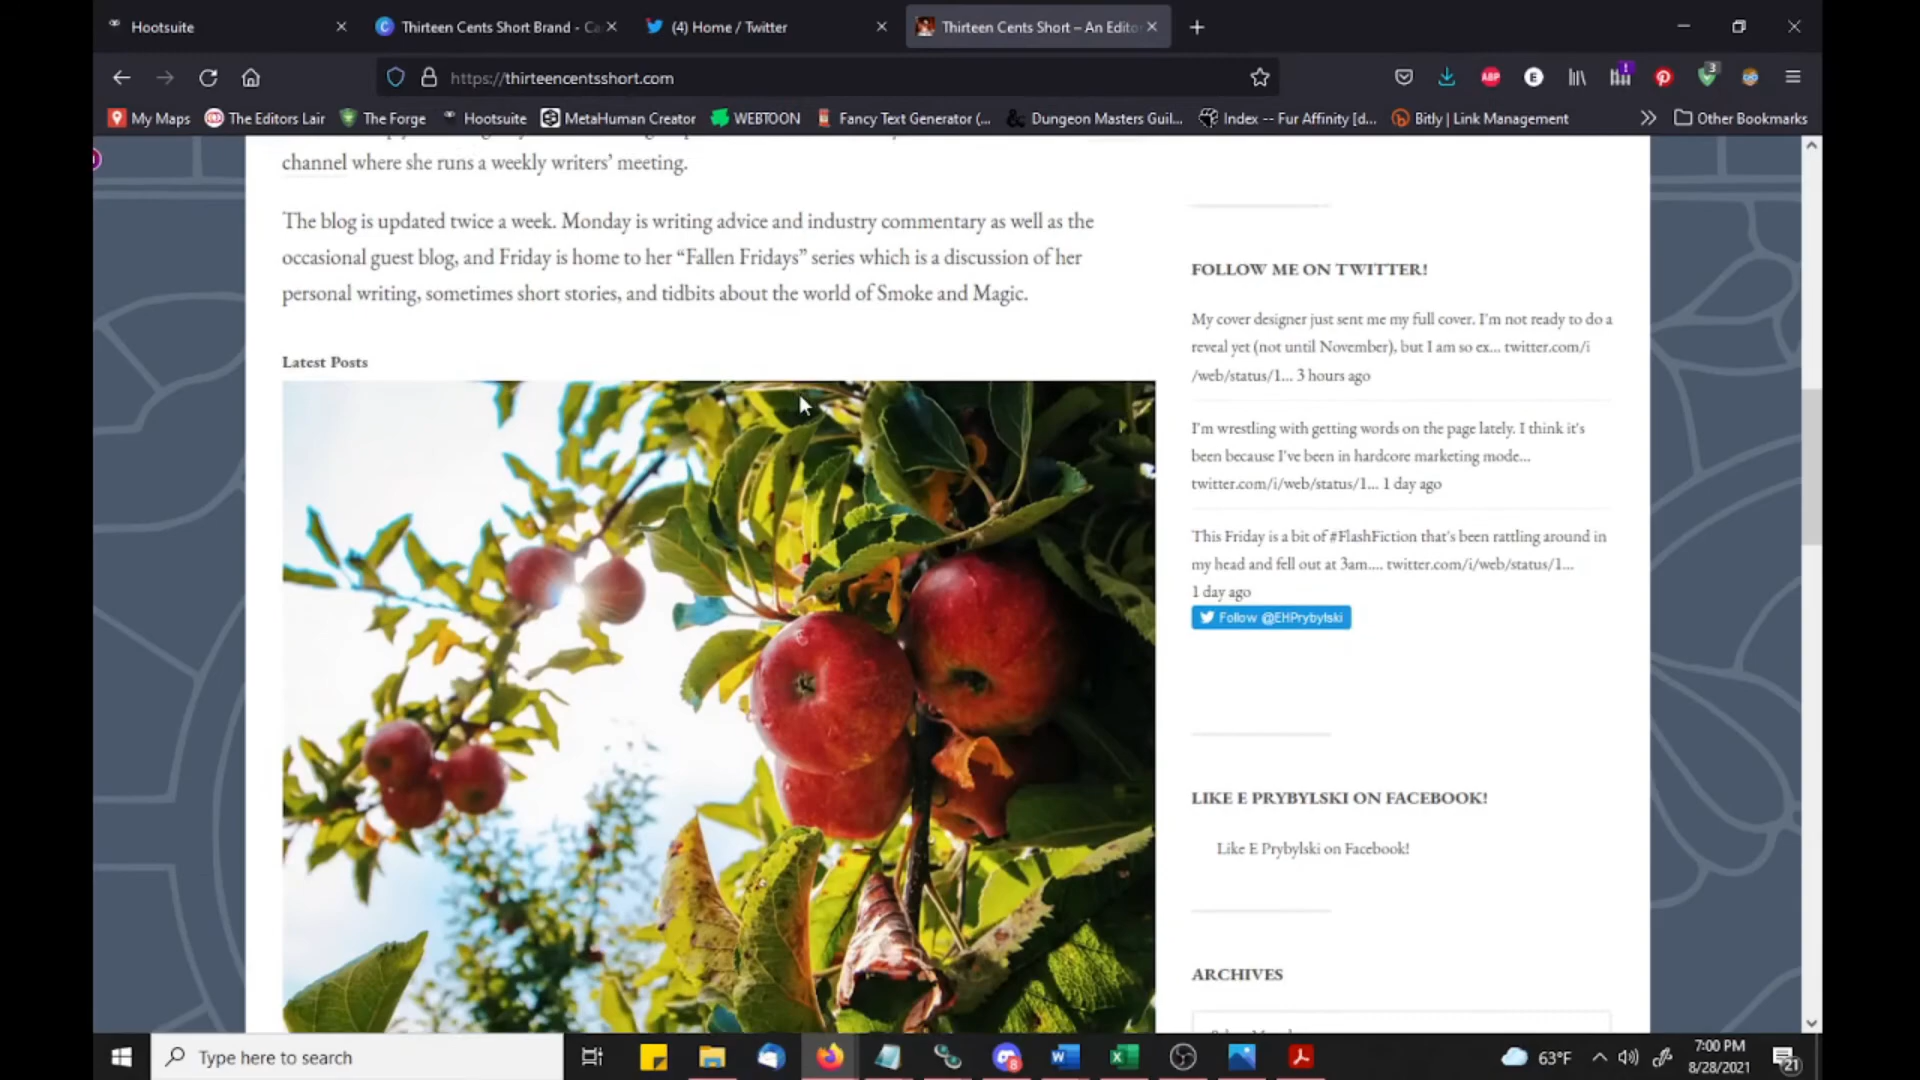 Hootsuite
Thirteen Cents Short Brand - Ca
(4) Home / Twitter
Thirteen Cents Short – An Edito
https://thirteencentsshort.com
ABP
E
3
My Maps
The Editors Lair
The Forge
Hootsuite
MetaHuman Creator
WEBTOON
Fancy Text Generator (...
Dungeon Masters Guil...
Index -- Fur Affinity [d...
Bitly | Link Management
Other Bookmarks
channel where she runs a weekly writers’ meeting.
The blog is updated twice a week. Monday is writing advice and industry commentary as well as the
occasional guest blog, and Friday is home to her “Fallen Fridays” series which is a discussion of her
personal writing, sometimes short stories, and tidbits about the world of Smoke and Magic.
Latest Posts
FOLLOW ME ON TWITTER!
My cover designer just sent me my full cover. I'm not ready to do a
reveal yet (not until November), but I am so ex... twitter.com/i
/web/status/1... 3 hours ago
I'm wrestling with getting words on the page lately. I think it's
been because I've been in hardcore marketing mode...
twitter.com/i/web/status/1... 1 day ago
This Friday is a bit of #FlashFiction that's been rattling around in
my head and fell out at 3am.... twitter.com/i/web/status/1...
1 day ago
Follow @EHPrybylski
LIKE E PRYBYLSKI ON FACEBOOK!
Like E Prybylski on Facebook!
ARCHIVES
Type here to search
63°F
7:00 PM
8/28/2021
21